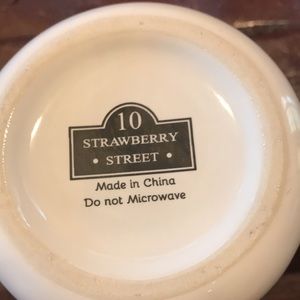 10
STRAWBERRY
• STREET •
Made in China
Do not Microwave